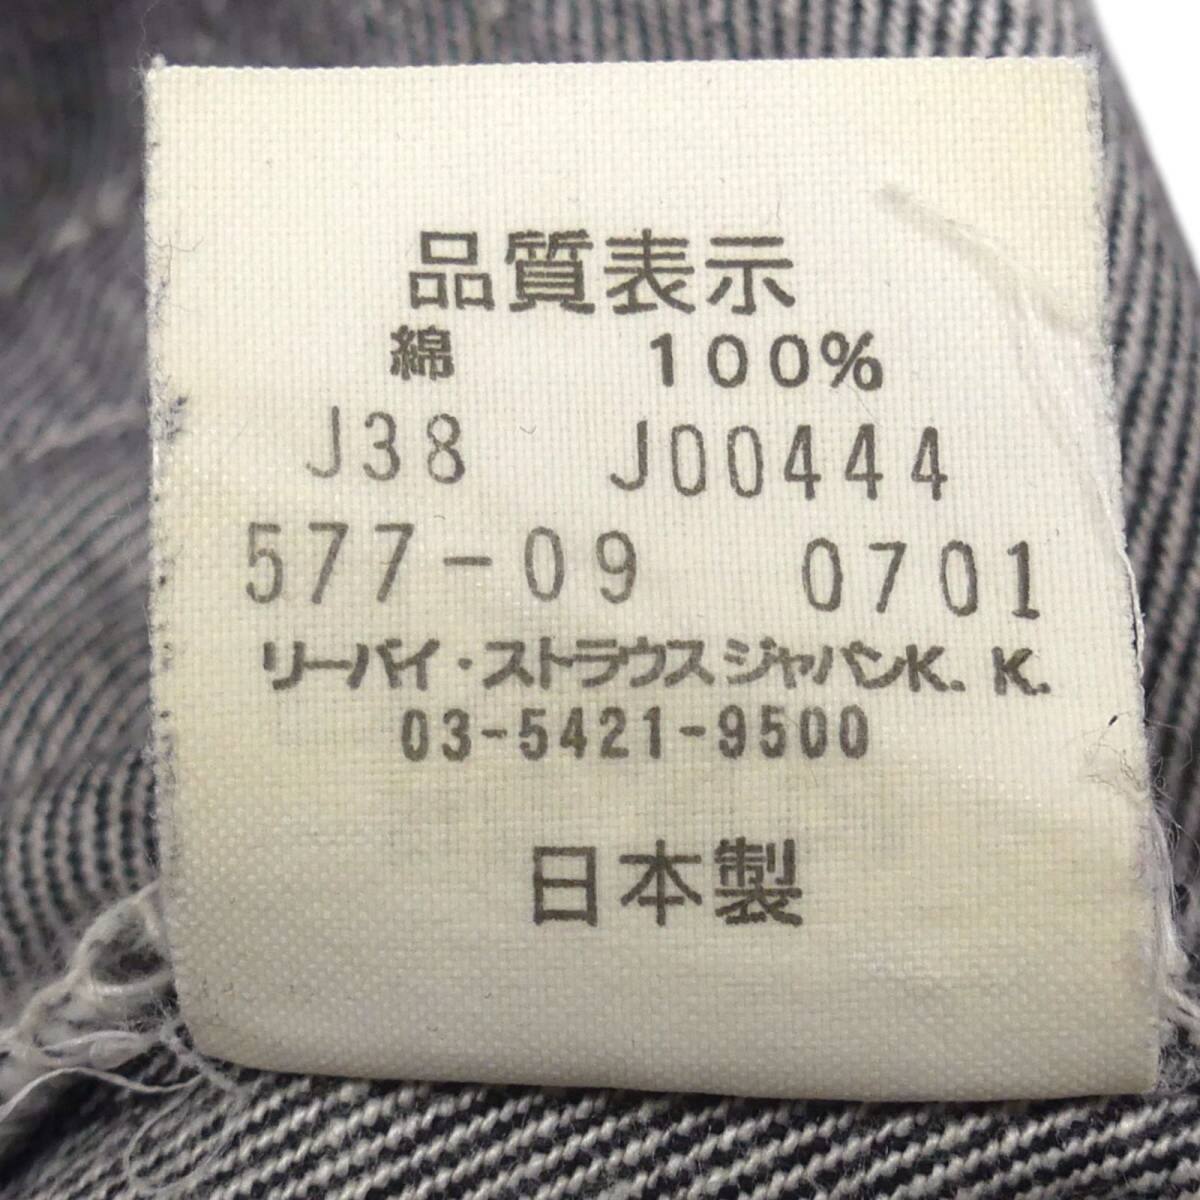 品質表示
綿 100%
J38 J00444
577-09 0701
リーバイ・ストラウスジャパンK.K.
03-5421-9500
日本製